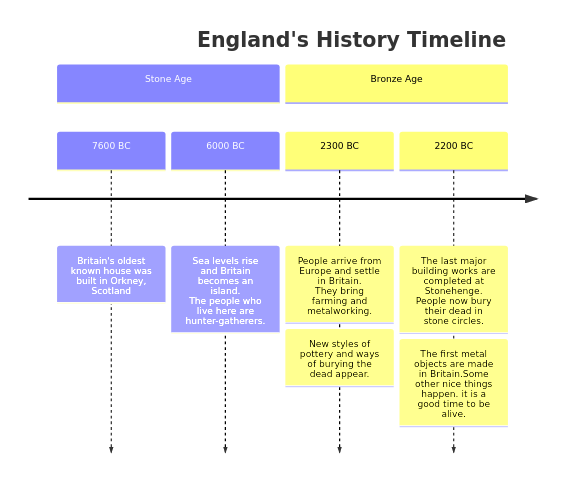 England's History Timeline
Stone Age
Bronze Age
7600 BC
6000 BC
2300 BC
2200 BC
Britain's oldest
known house was
built in Orkney,
Scotland
Sea levels rise
and Britain
becomes an
island.
The people who
live here are
hunter-gatherers.
People arrive from
Europe and settle
in Britain.
They bring
farming and
metalworking.
New styles of
pottery and ways
of burying the
dead appear.
The last major
building works are
completed at
Stonehenge.
People now bury
their dead in
stone circles.
The first metal
objects are made
in Britain.Some
other nice things
happen. it is a
good time to be
alive.